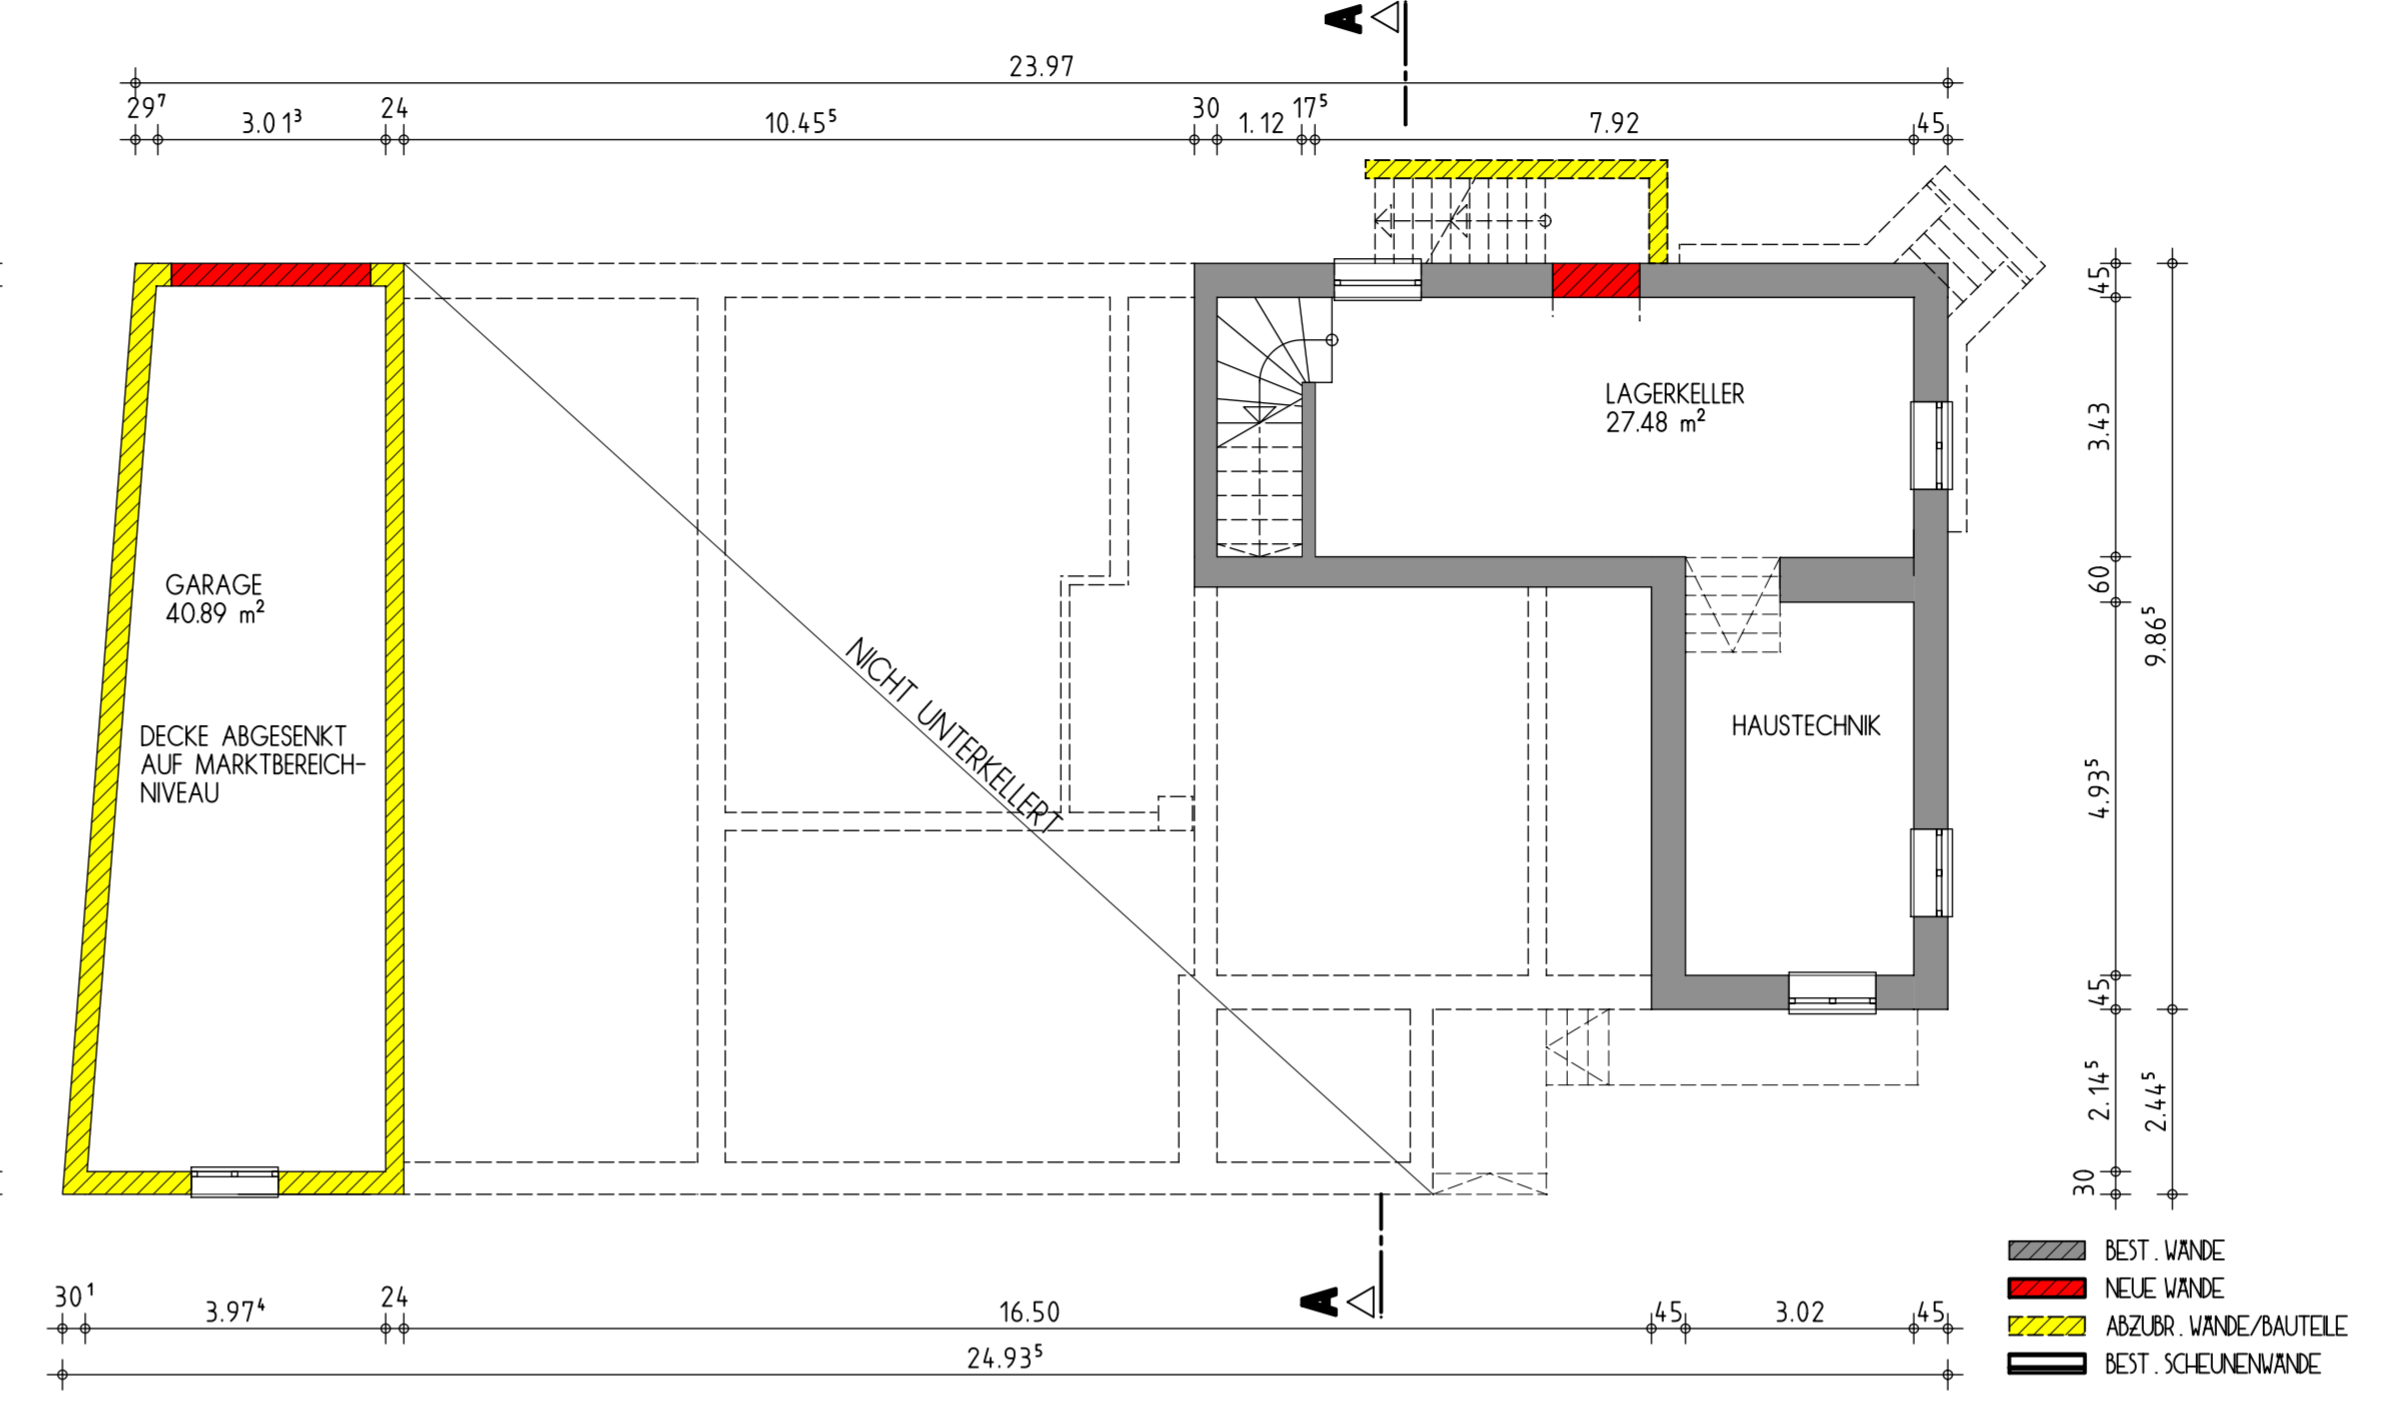 A
23.97
29⁷
3.01³
24
10.45⁵
30
1.12
17⁵
7.92
45
LAGERKELLER
27.48 m²
GARAGE
40.89 m²
DECKE ABGESENKT
AUF MARKTBEREICH-
NIVEAU
NICHT UNTERKELLERT
HAUSTECHNIK
45
3.43
60
9.86⁵
4.93⁵
45
2.14⁵
2.44⁵
30
A
30¹
3.97⁴
24
16.50
45
3.02
45
24.93⁵
BEST. WÄNDE
NEUE WÄNDE
ABZUBR. WÄNDE/BAUTEILE
BEST. SCHEUNENWÄNDE